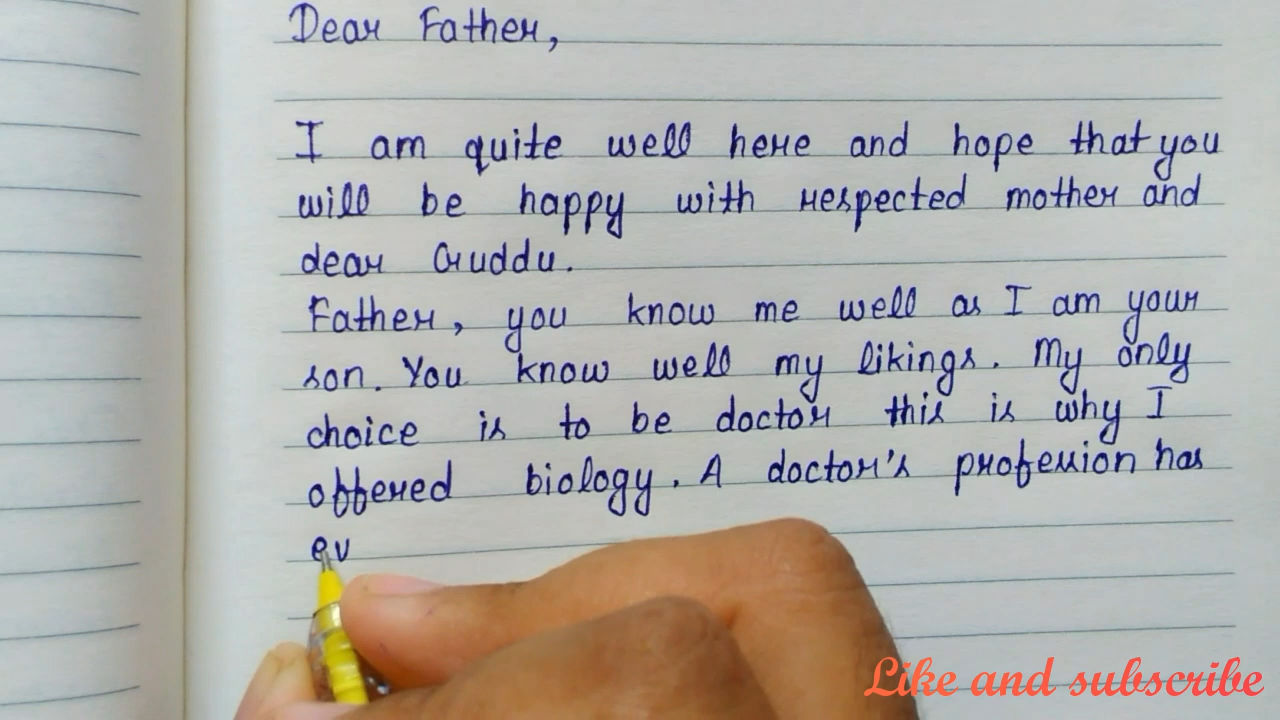 Dear Father,
I am quite well here and hope that you
will be happy with respected mother and
dear Guddu.
Father, you know me well as I am your
son. You know well my likings. My only
choice is to be doctor this is why I
offered biology. A doctor's profession has
ev
Like and subscribe